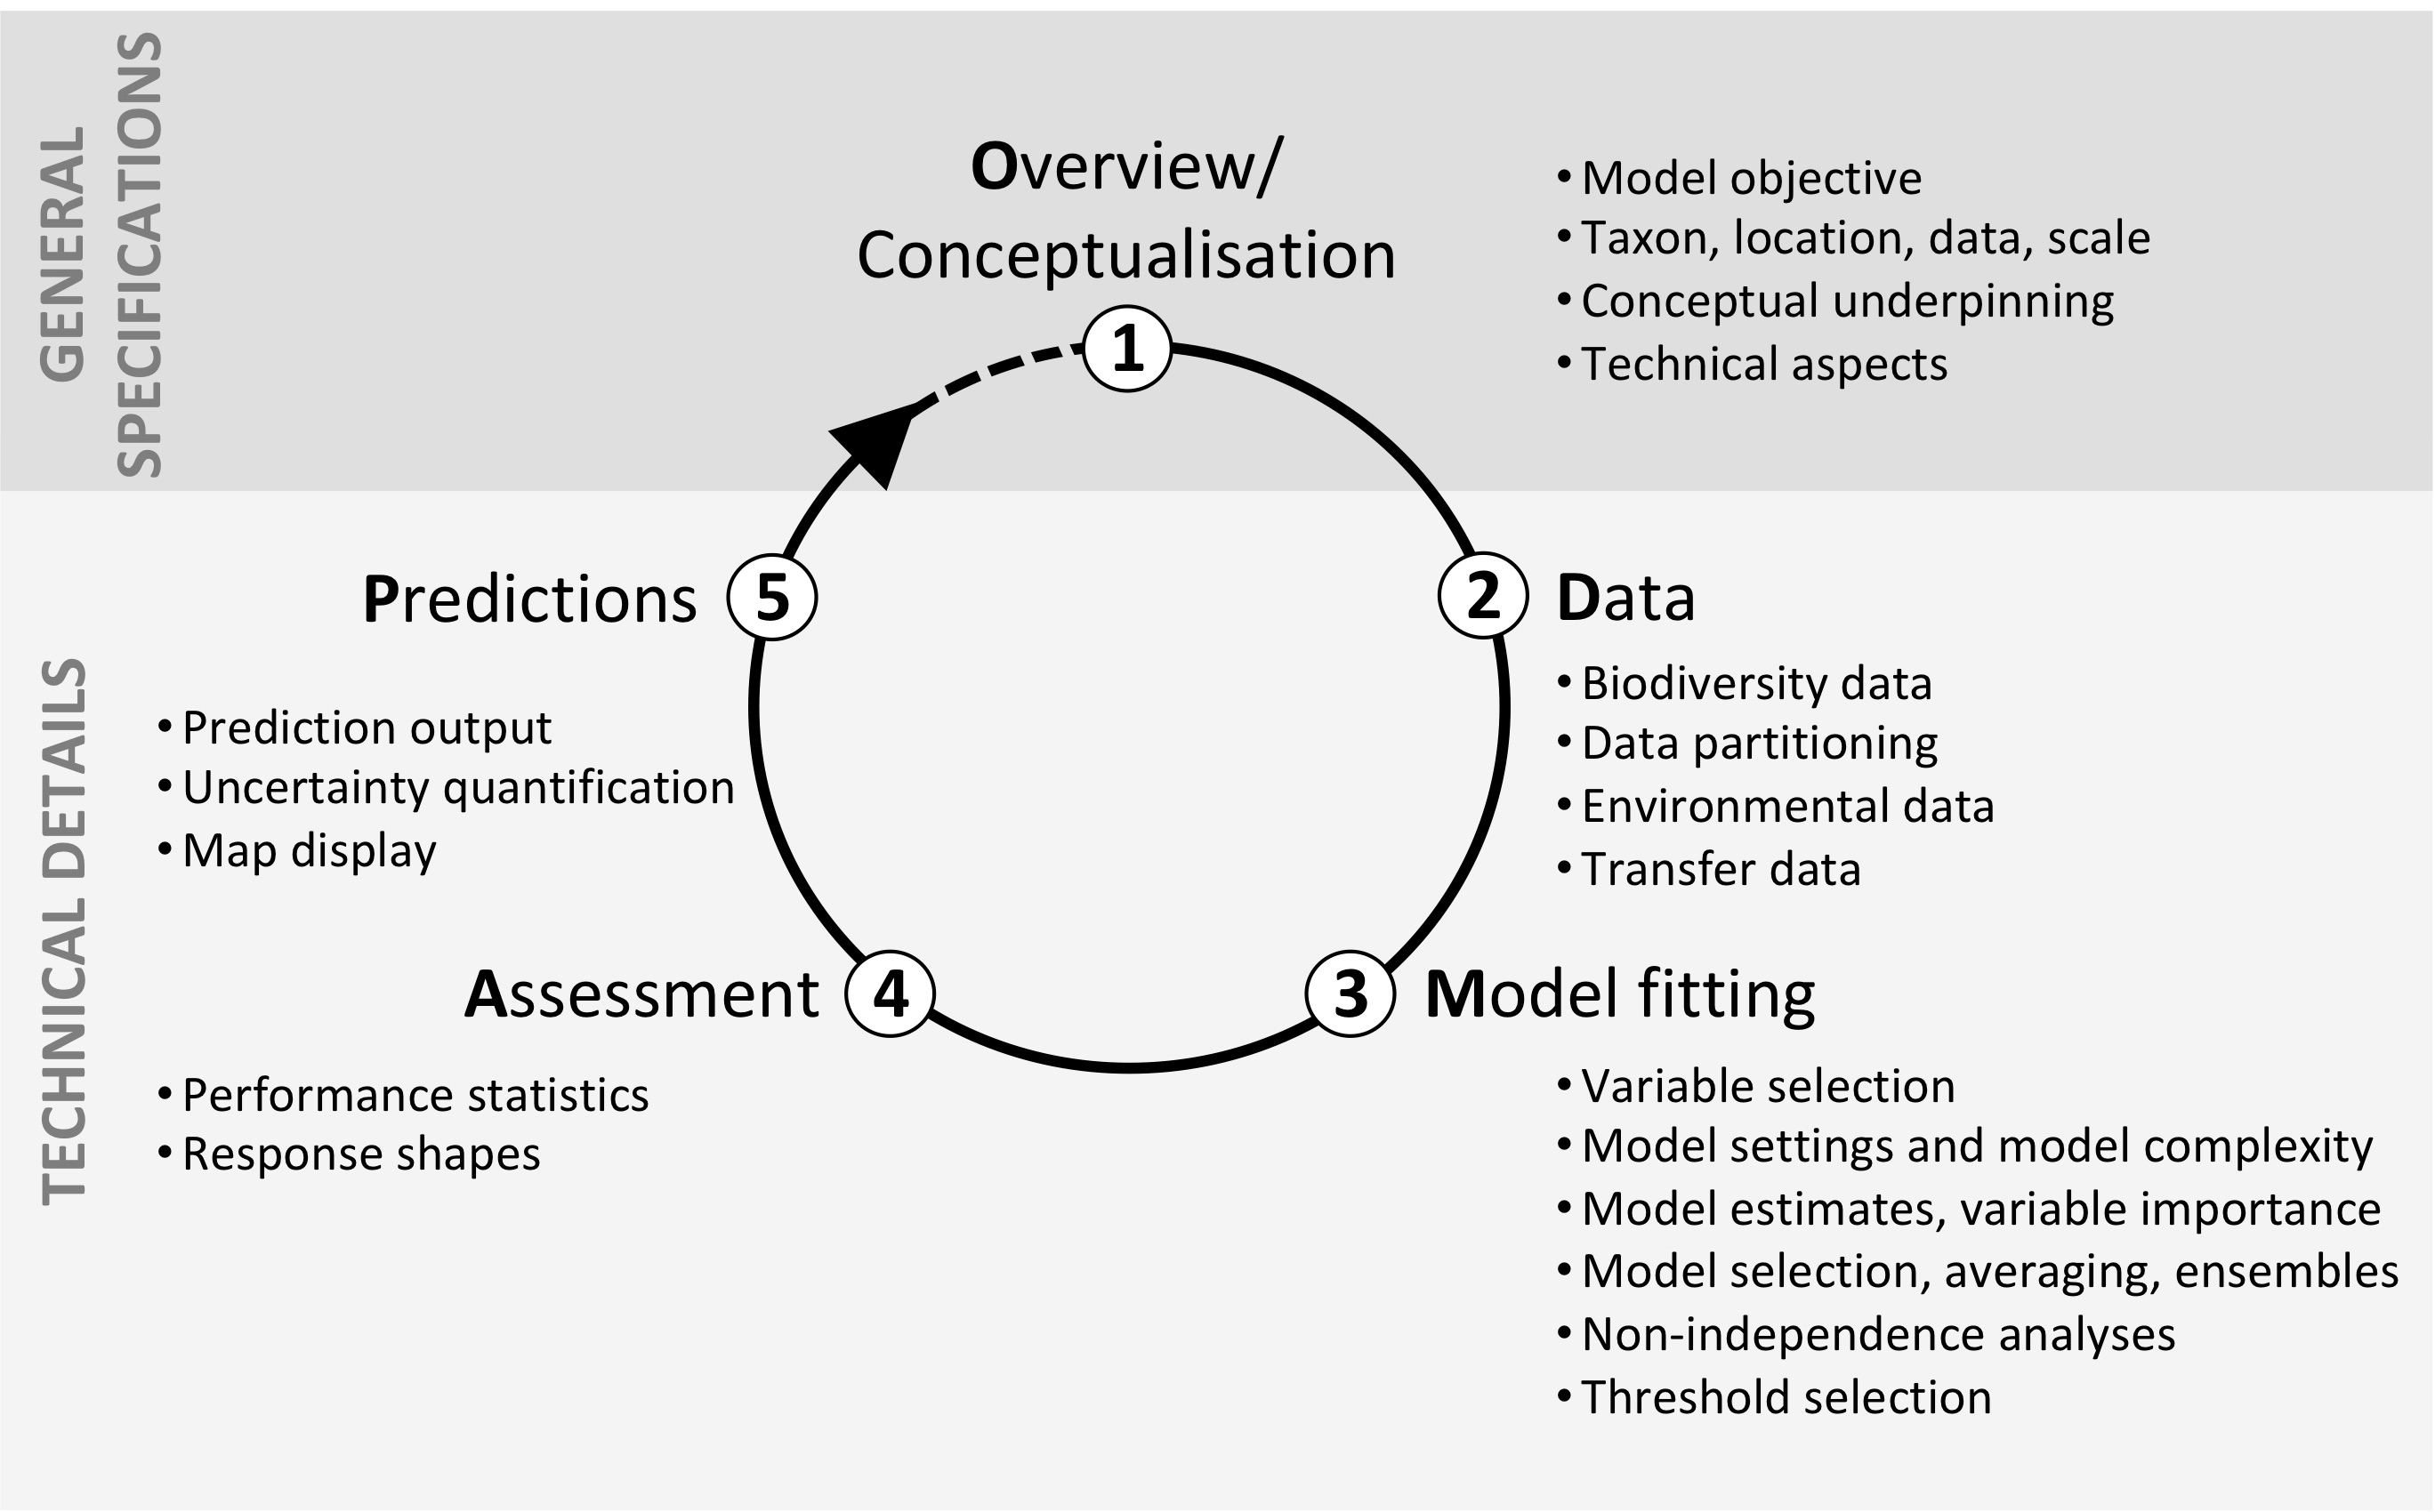 GENERAL
SPECIFICATIONS
Overview/
Conceptualisation
1
• Model objective
• Taxon, location, data, scale
• Conceptual underpinning
• Technical aspects
TECHNICAL DETAILS
2
Data
• Biodiversity data
• Data partitioning
• Environmental data
• Transfer data
3
Model fitting
• Variable selection
• Model settings and model complexity
• Model estimates, variable importance
• Model selection, averaging, ensembles
• Non-independence analyses
• Threshold selection
Assessment
4
• Performance statistics
• Response shapes
Predictions
5
• Prediction output
• Uncertainty quantification
• Map display